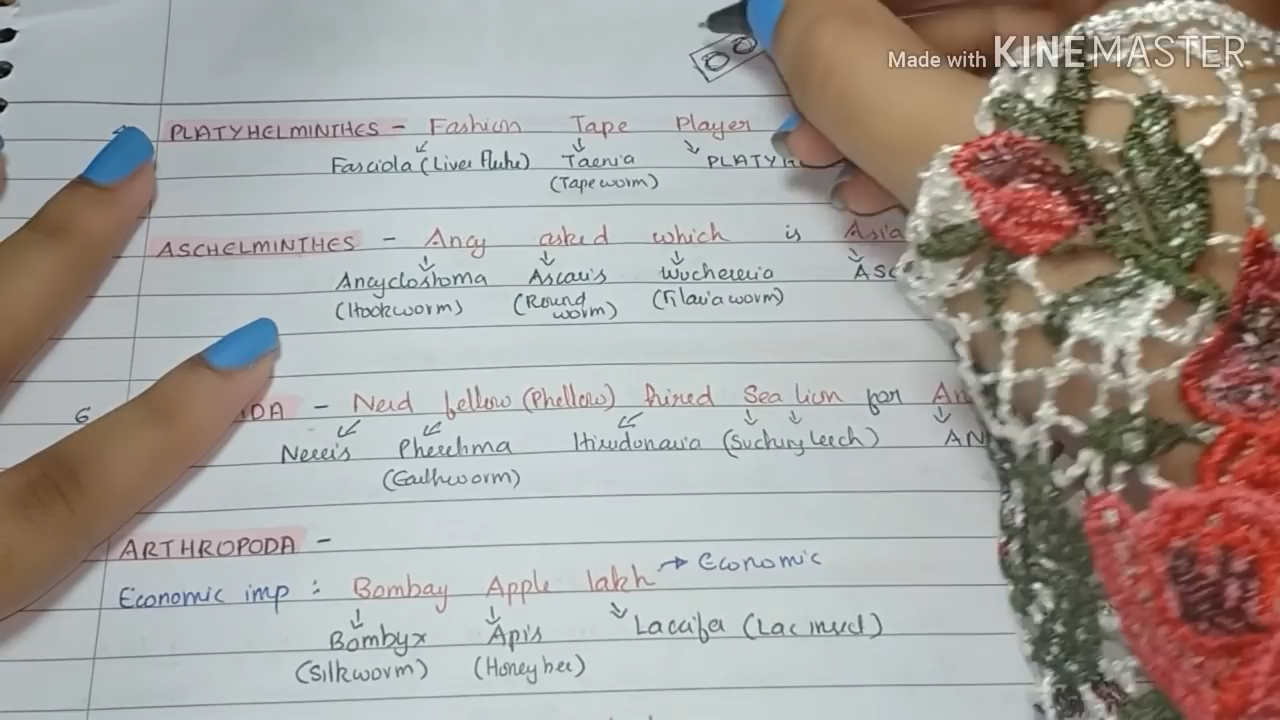 Made with KINEMASTER
PLATYHELMINTHES - Fashion Tape Player
Fasciola (Liver fluke) Taenia PLATYH
(Tapeworm)
ASCHELMINTHES - Ancy asked which is Asia
Ancyclostoma Ascaris Wuchereria ASC
(Hookworm) (Round worm) (Filaria worm)
6 DA - Ned fellow (Phellow) hired Sea lion for An
Nereis Pheretima Hirudonaria (Sucking leech) AN
(Earthworm)
ARTHROPODA -
Economic imp : Bombay Apple lakh → Economic
Bombyx Apis Laccifer (Lac insect)
(Silkworm) (Honey bee)